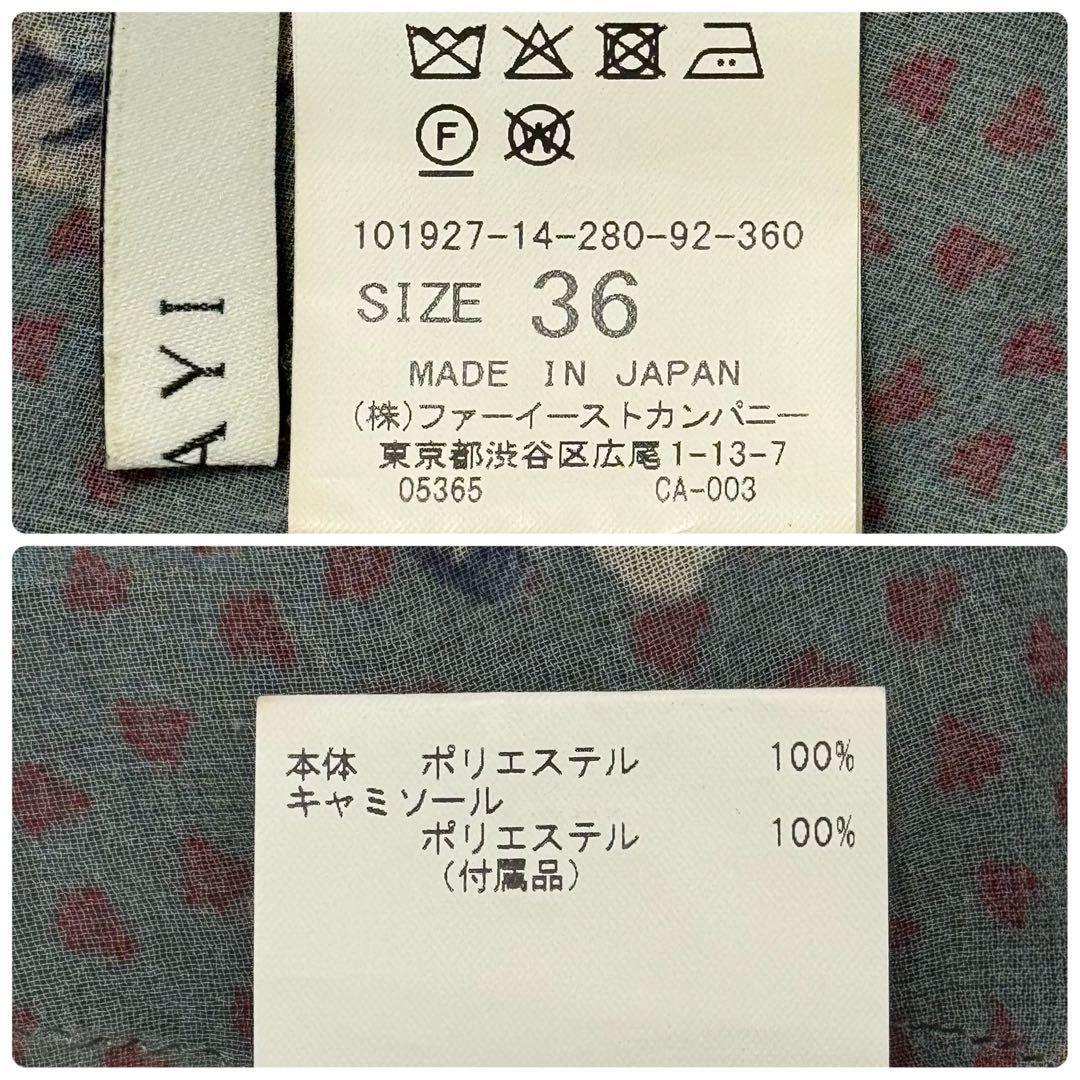 AYI
F
W
101927-14-280-92-360
SIZE 36
MADE IN JAPAN
(株)ファーイーストカンパニー
東京都渋谷区広尾1-13-7
05365 CA-003
本体 ポリエステル 100%
キャミソール
ポリエステル 100%
(付属品)